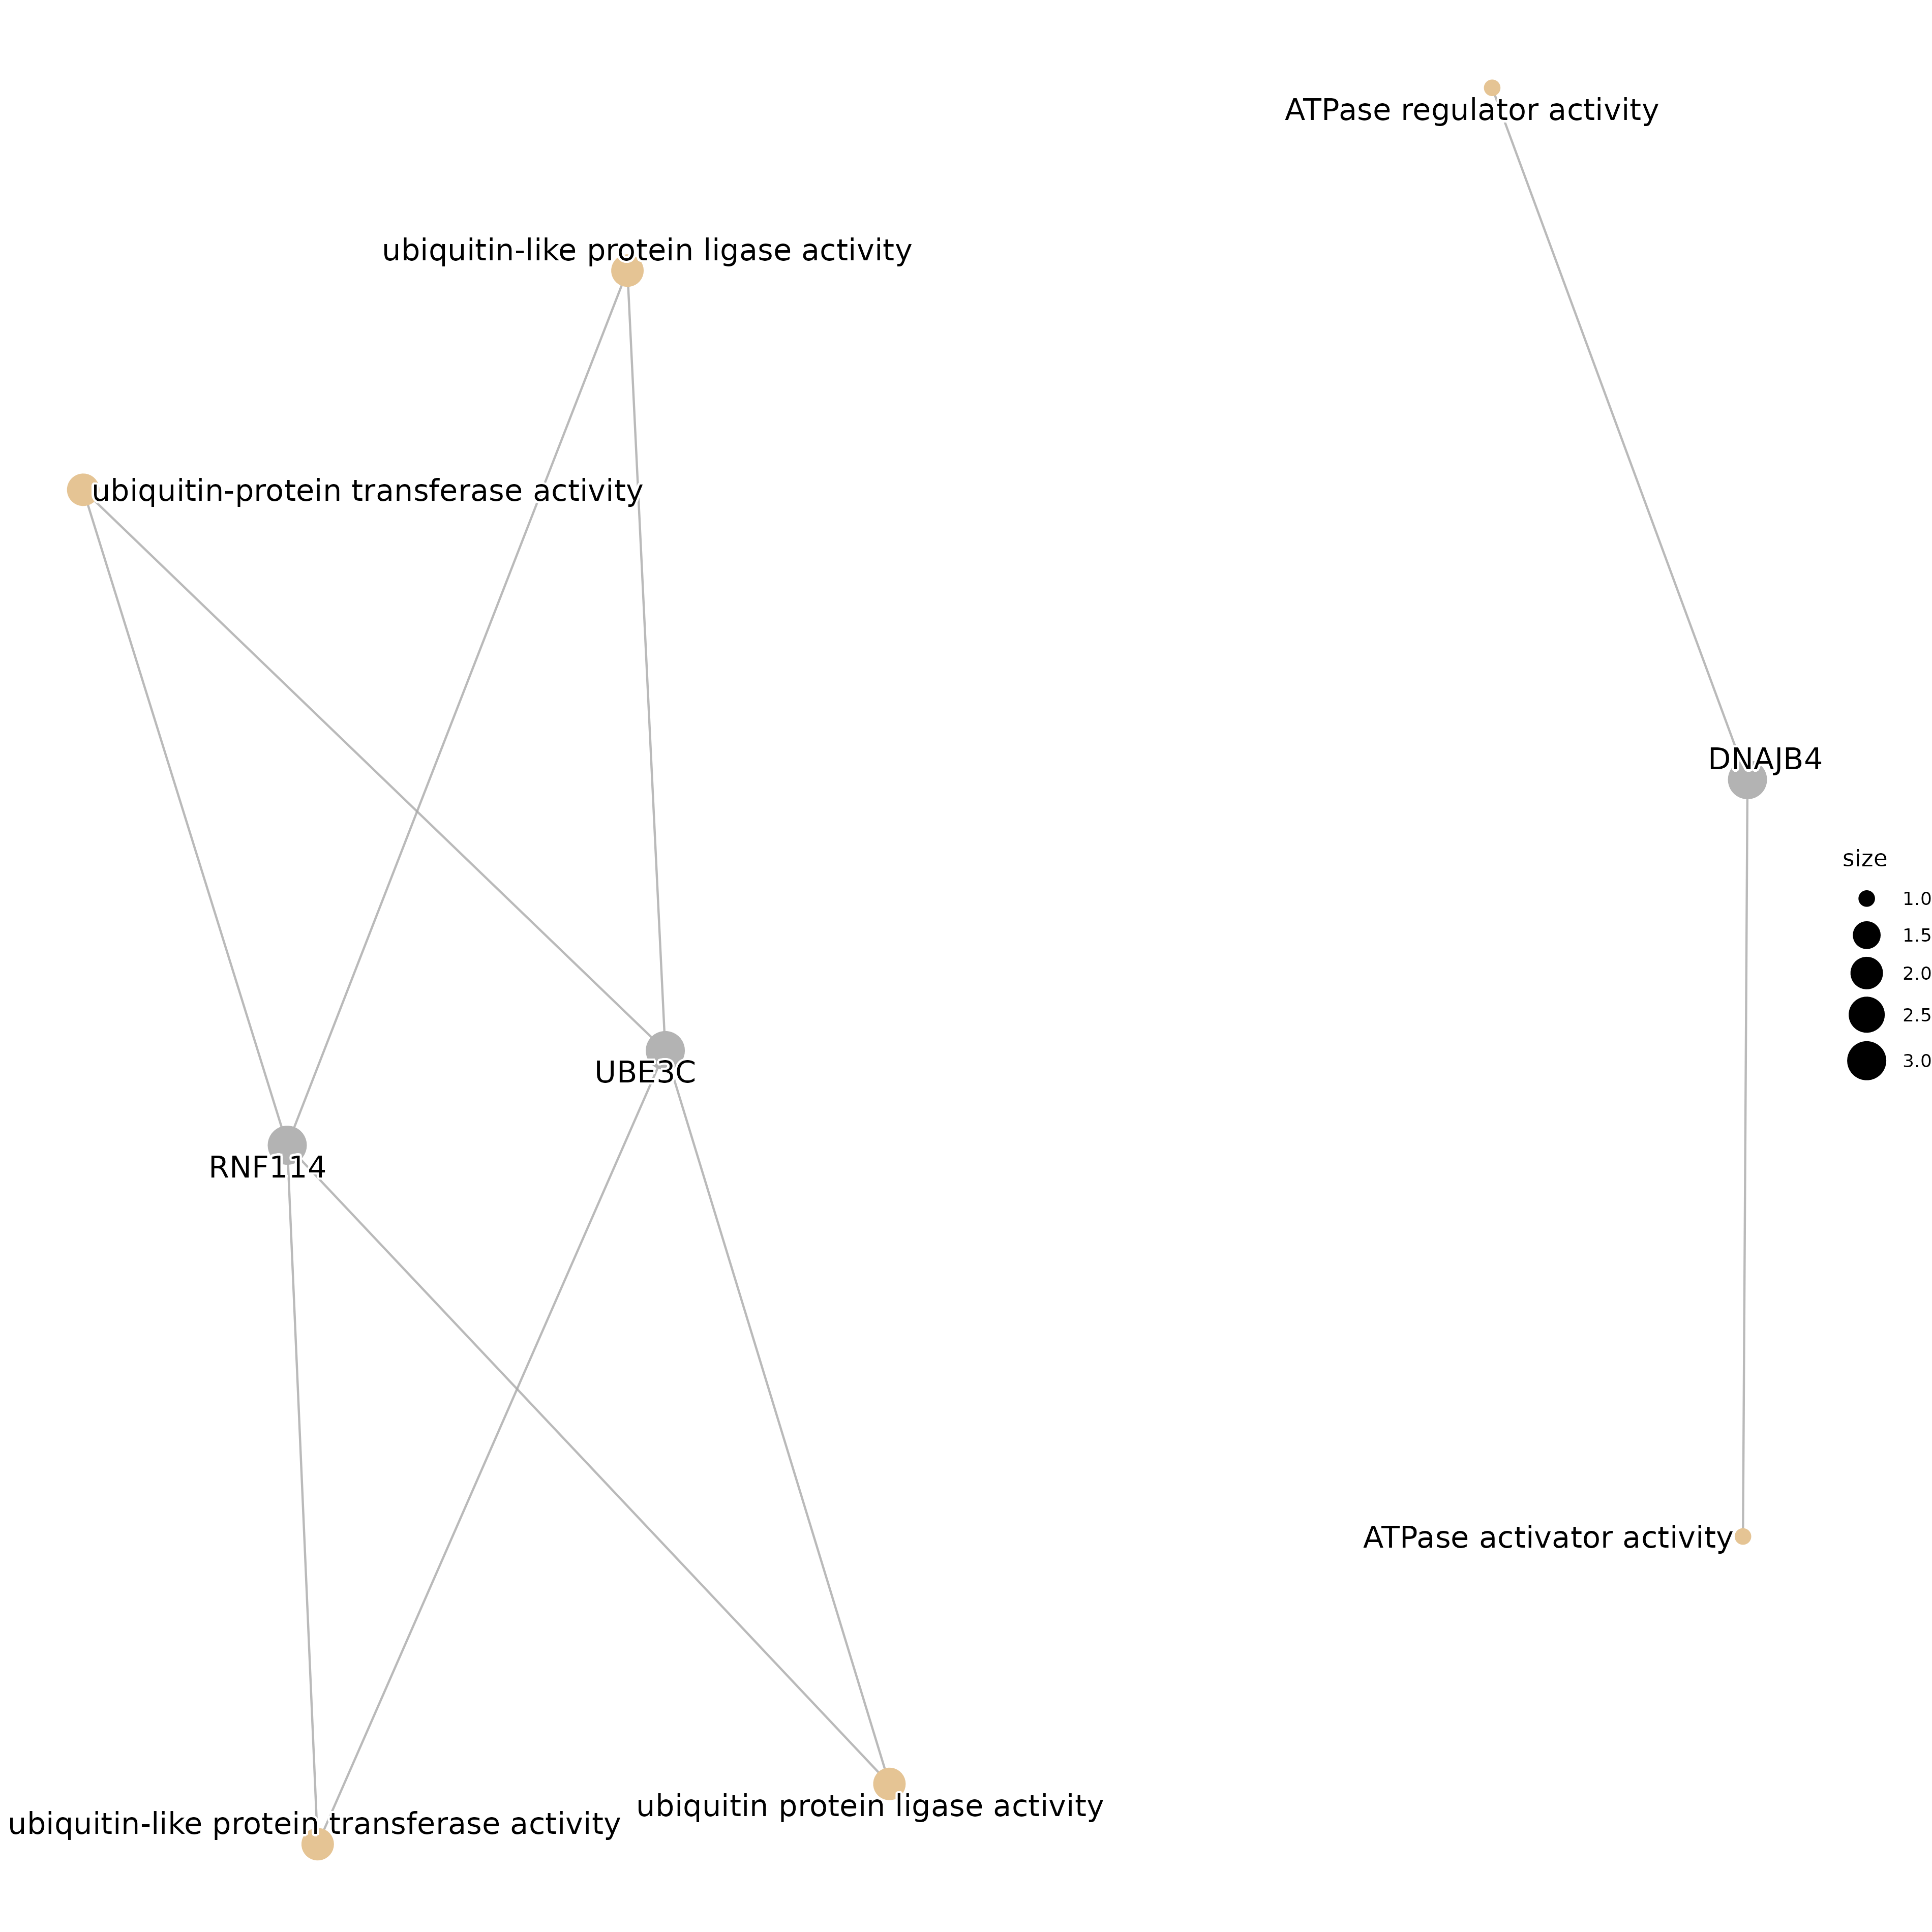 ATPase regulator activity
ubiquitin-like protein ligase activity
ubiquitin-protein transferase activity
DNAJB4
size
1.0
1.5
2.0
2.5
3.0
UBE3C
RNF114
ATPase activator activity
ubiquitin protein ligase activity
ubiquitin-like protein transferase activity